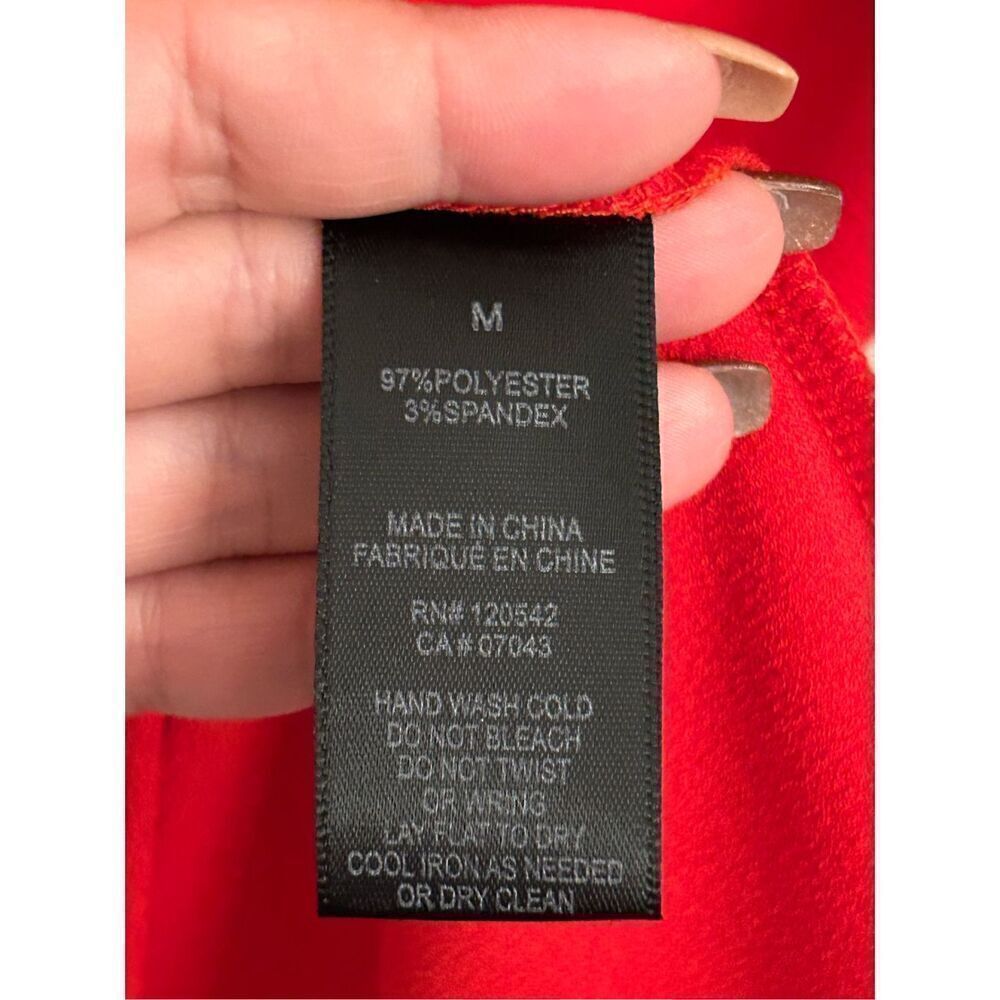 M
97%POLYESTER
3%SPANDEX
MADE IN CHINA
FABRIQUÉ EN CHINE
RN# 120542
CA# 07043
HAND WASH COLD
DO NOT BLEACH
DO NOT TWIST
OR WRING
LAY FLAT TO DRY
COOL IRON AS NEEDED
OR DRY CLEAN